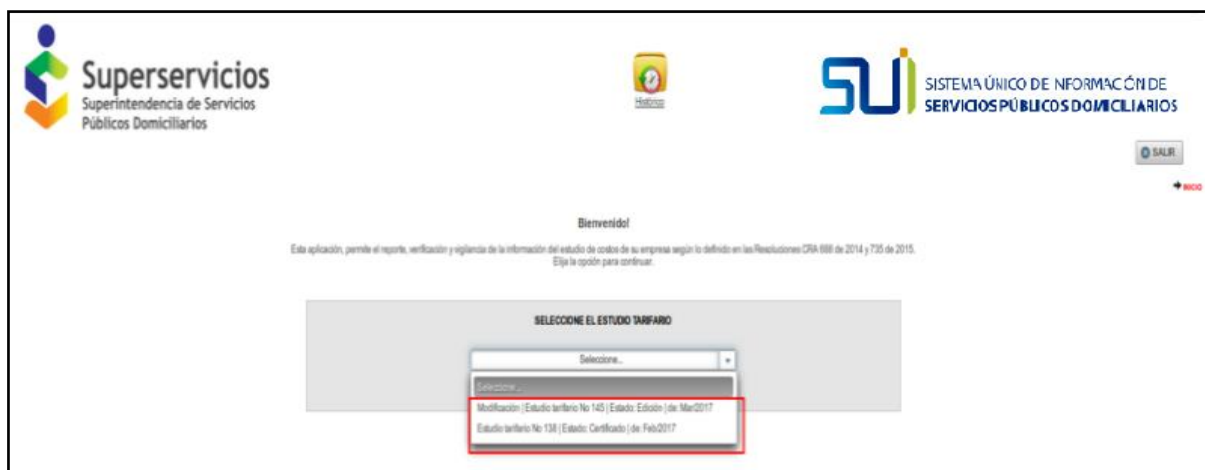 Superservicios
Superintendencia de Servicios
Públicos Domiciliarios
Histórico
sui
SISTEMA ÚNICO DE NFORMAC ÓN DE
SERVICIOS PÚBLICOS DOMICILIARIOS
SALIR
INICIO
Bienvenido!
Esta aplicación, permite el reporte, verificación y vigilancia de la información del estudio de costos de su empresa según lo definido en las Resoluciones CRA 688 de 2014 y 735 de 2015.
Elija la opción para continuar.
SELECCIONE EL ESTUDIO TARIFARIO
Seleccione...
Seleccione...
Modificación | Estudio tarifario No 145 | Estado: Edición | de: Mar/2017
Estudio tarifario No 138 | Estado: Certificado | de: Feb/2017